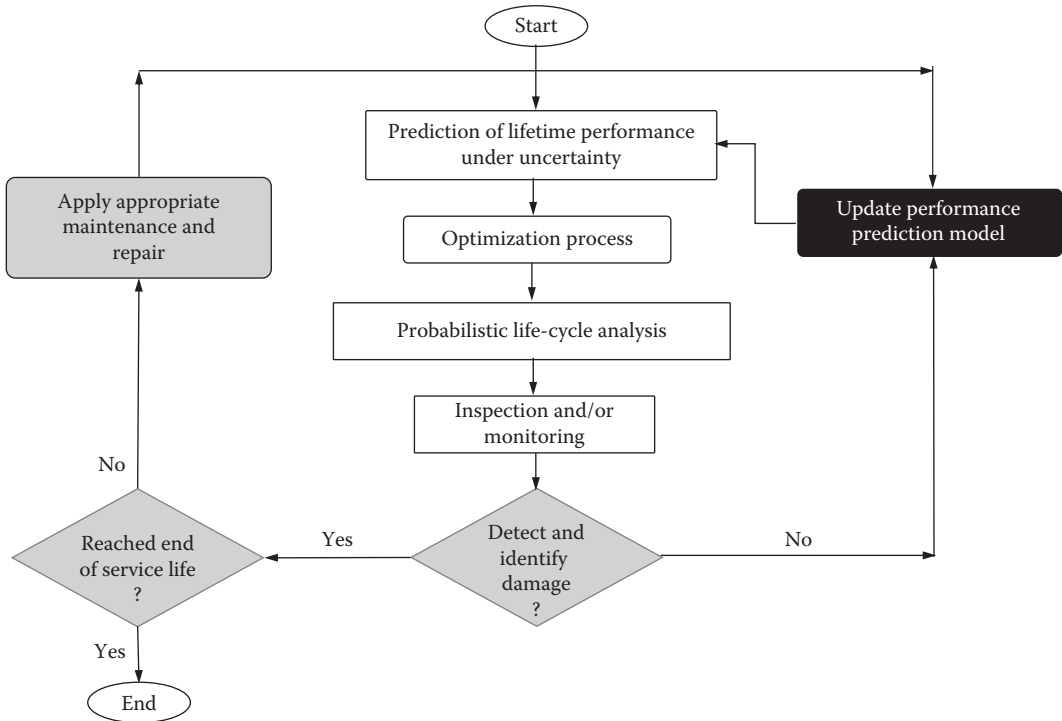 Start
Prediction of lifetime performance
under uncertainty
Apply appropriate
maintenance and
repair
Update performance
prediction model
Optimization process
Probabilistic life-cycle analysis
Inspection and/or
monitoring
No
Reached end
of service life
?
Yes
Detect and
identify
damage
?
No
Yes
End